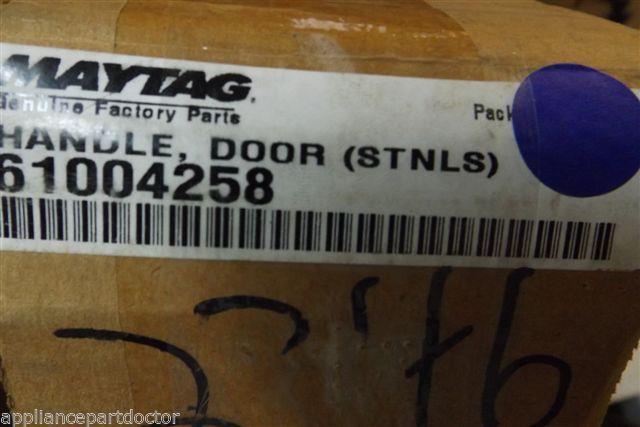 MAYTAG.
Genuine Factory Parts
Pack
HANDLE, DOOR (STNLS)
61004258
appliancepartdoctor